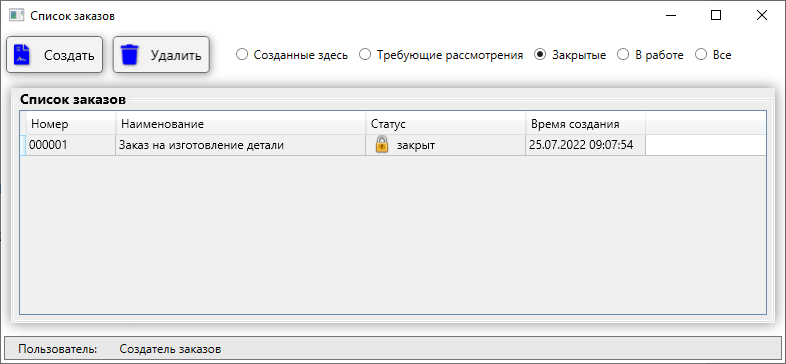 Список заказов
Создать Удалить Созданные здесь Требующие рассмотрения Закрытые В работе Все
Список заказов
Номер Наименование Статус Время создания
000001 Заказ на изготовление детали закрыт 25.07.2022 09:07:54
Пользователь: Создатель заказов